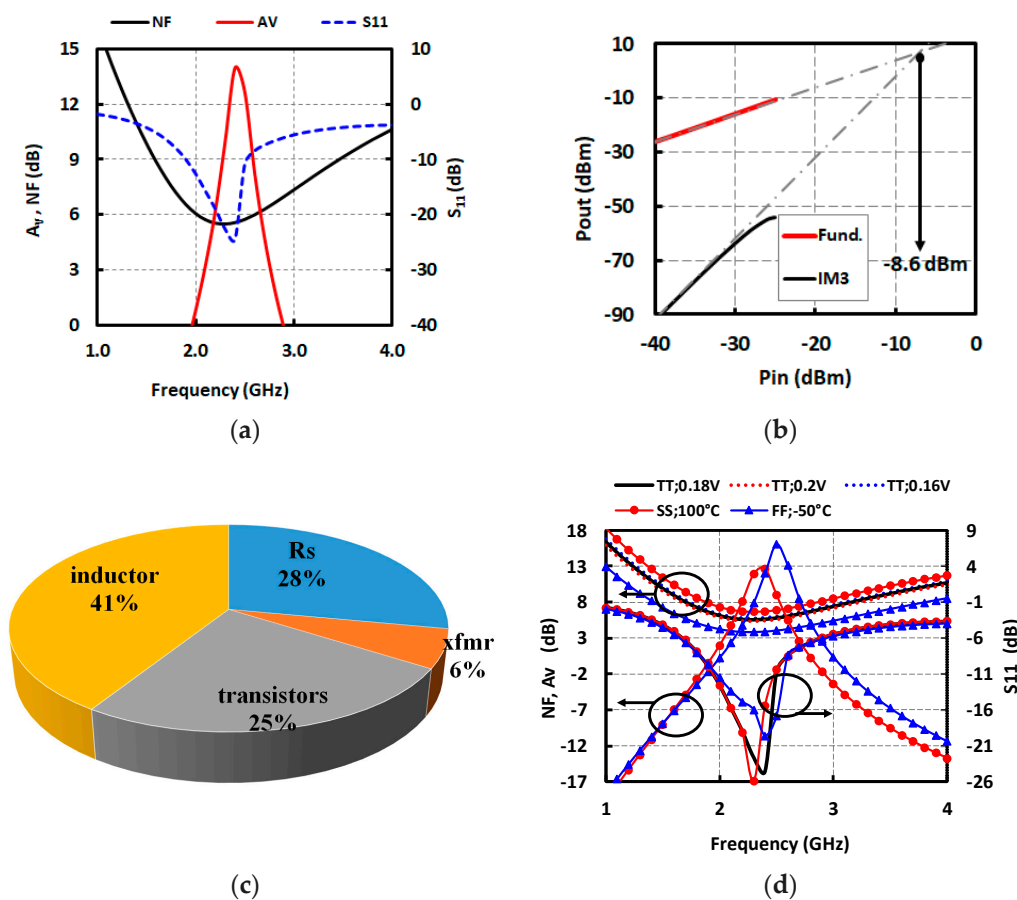 NF AV S11
15 10
12 0
9 -10
6 -20
3 -30
0 -40
Av , NF (dB)
S11 (dB)
1.0 2.0 3.0 4.0
Frequency (GHz)
(a)
10
-10
-30
-50
-70
-90
Pout (dBm)
Fund.
IM3
-8.6 dBm
-40 -30 -20 -10 0
Pin (dBm)
(b)
Rs
28%
inductor
41%
xfmr
6%
transistors
25%
(c)
TT;0.18V TT;0.2V TT;0.16V
SS;100°C FF;-50°C
18 9
13 4
8 -1
3 -6
-2 -11
-7 -16
-12 -21
-17 -26
NF, Av (dB)
S11 (dB)
1 2 3 4
Frequency (GHz)
(d)